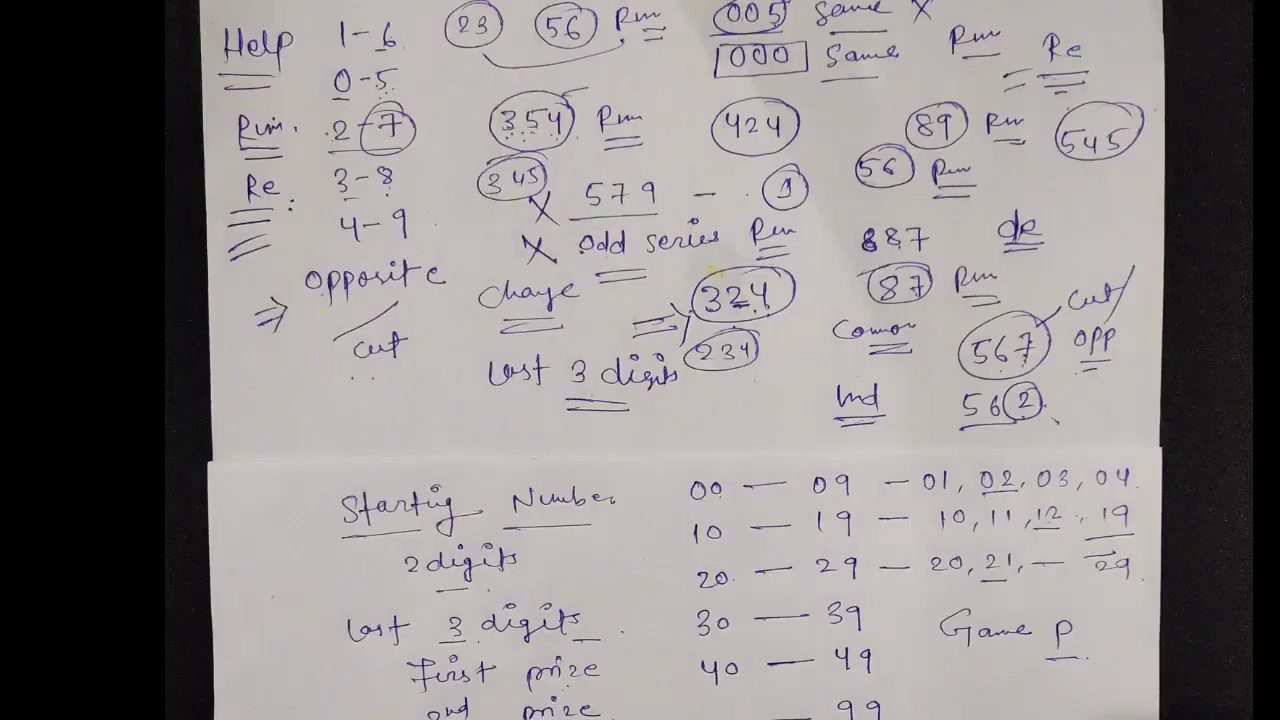 Help 1-6 23 56 Rm 005 Same X
0-5 000 Same Rm Re
Rm. 2-7 354 Rm 424 89 Rm 545
Re: 3-8 345 X 579 - 9 56 Rm
4-9 X odd series Rm 887 de
⇒ opposite / cut Change 324 87 Rm
Last 3 digits 234 Comon 567 cut/opp
Ind 562
Starting Number 00 — 09 — 01, 02, 03, 04
2 digits 10 — 19 — 10, 11, 12, 19
20 — 29 — 20, 21, — 29
Last 3 digits 30 — 39 Game P
First prize 40 — 49
2nd prize — 99